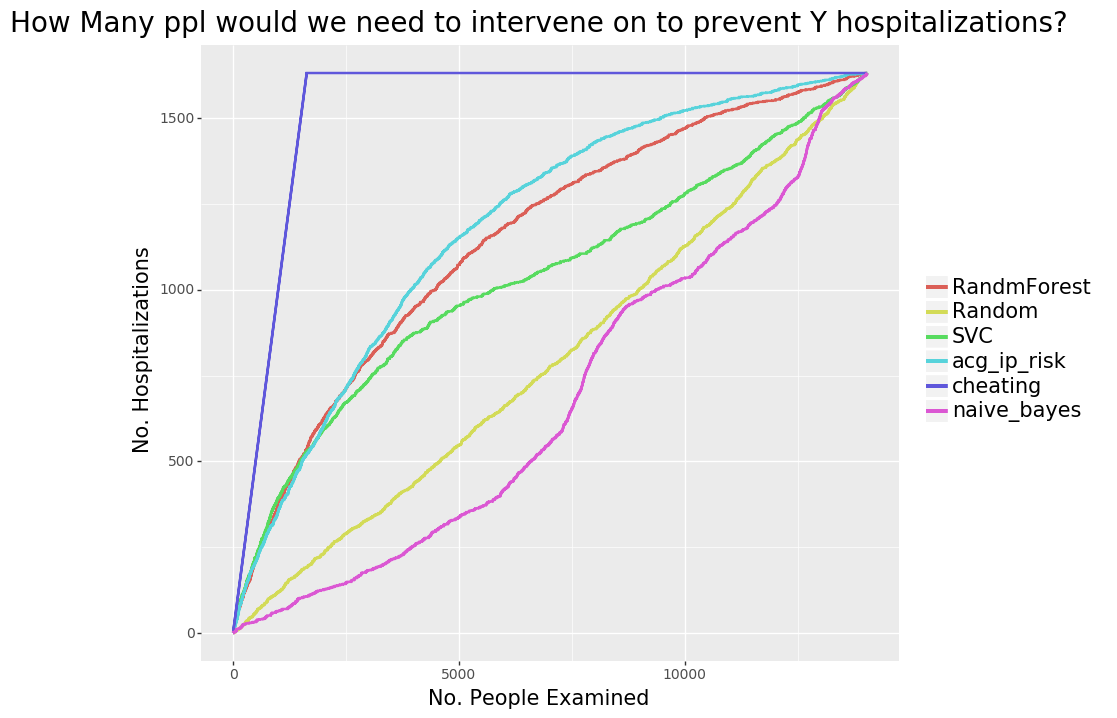 How Many ppl would we need to intervene on to prevent Y hospitalizations?
No. Hospitalizations
1500
1000
500
0
0
5000
10000
No. People Examined
RandmForest
Random
SVC
acg_ip_risk
cheating
naive_bayes